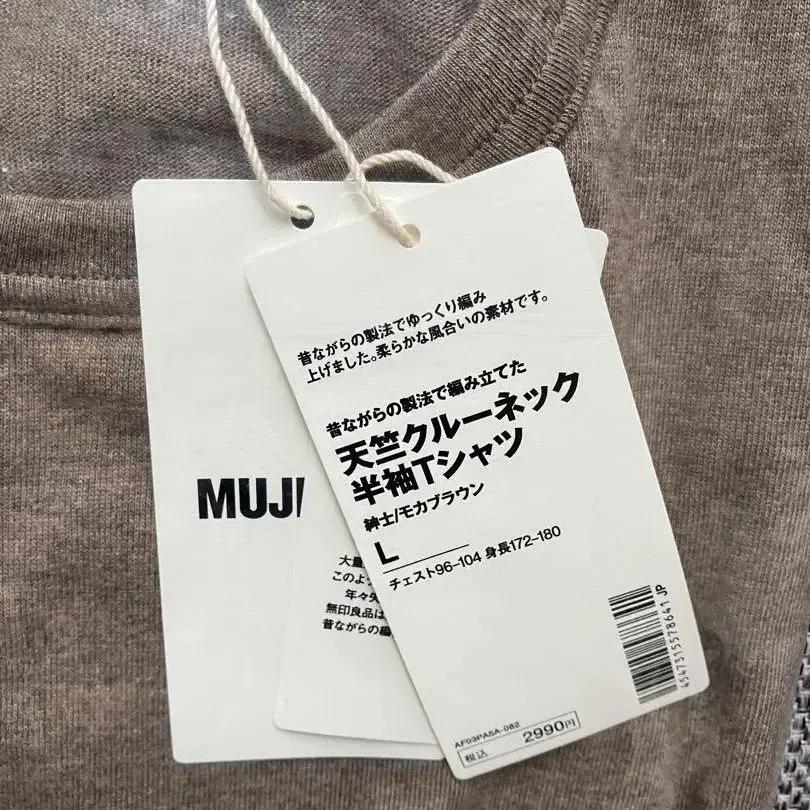 MUJI
大量
このよう
年々失
無印良品は
昔ながらの編
昔ながらの製法でゆっくり編み
上げました。柔らかな風合いの素材です。
昔ながらの製法で編み立てた
天竺クルーネック
半袖Tシャツ
紳士/モカブラウン
L
チェスト96-104 身長172-180
4547315578641 JP
AF03PASA-082
税込 2990円